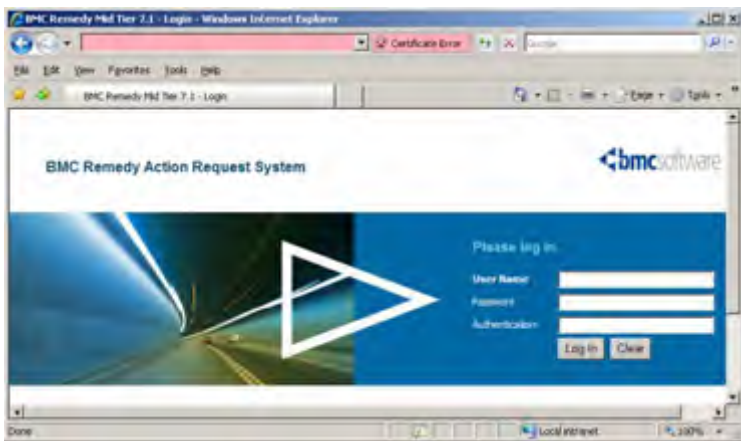 BMC Remedy Mid Tier 7.1 - Login - Windows Internet Explorer
Certificate Error
Google
File Edit View Favorites Tools Help
BMC Remedy Mid Tier 7.1 - Login
Page Tools
BMC Remedy Action Request System
bmcsoftware
Please log in
User Name
Password
Authentication
Log In Clear
Done
Local intranet
100%